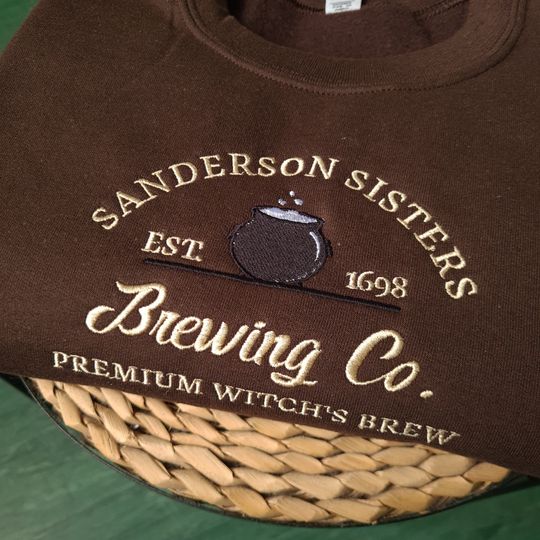 SANDERSON SISTERS
EST. 1698
Brewing Co.
PREMIUM WITCH'S BREW